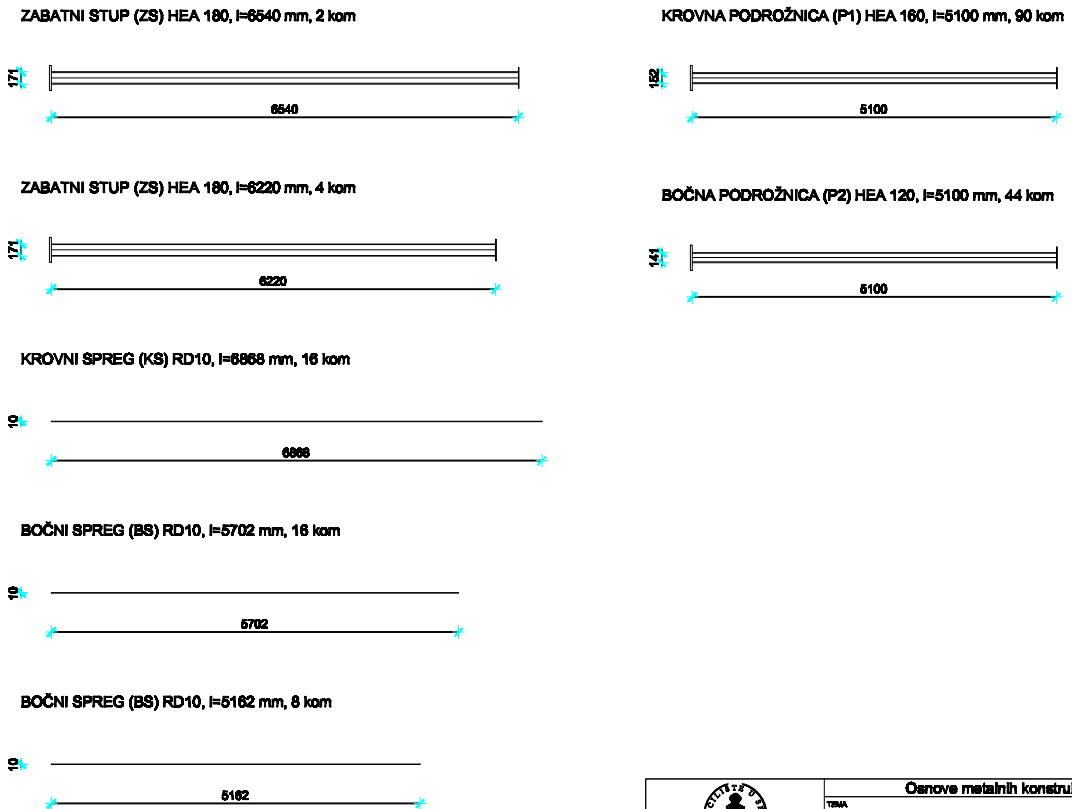 ZABATNI STUP (ZS) HEA 180, l=6540 mm, 2 kom
171
6540
ZABATNI STUP (ZS) HEA 180, l=6220 mm, 4 kom
171
6220
KROVNI SPREG (KS) RD10, l=6868 mm, 16 kom
10
6868
BOČNI SPREG (BS) RD10, l=5702 mm, 16 kom
10
5702
BOČNI SPREG (BS) RD10, l=5162 mm, 8 kom
10
5162
KROVNA PODROŽNICA (P1) HEA 160, l=5100 mm, 90 kom
152
5100
BOČNA PODROŽNICA (P2) HEA 120, l=5100 mm, 44 kom
141
5100
Osnove metalnih
TEMA